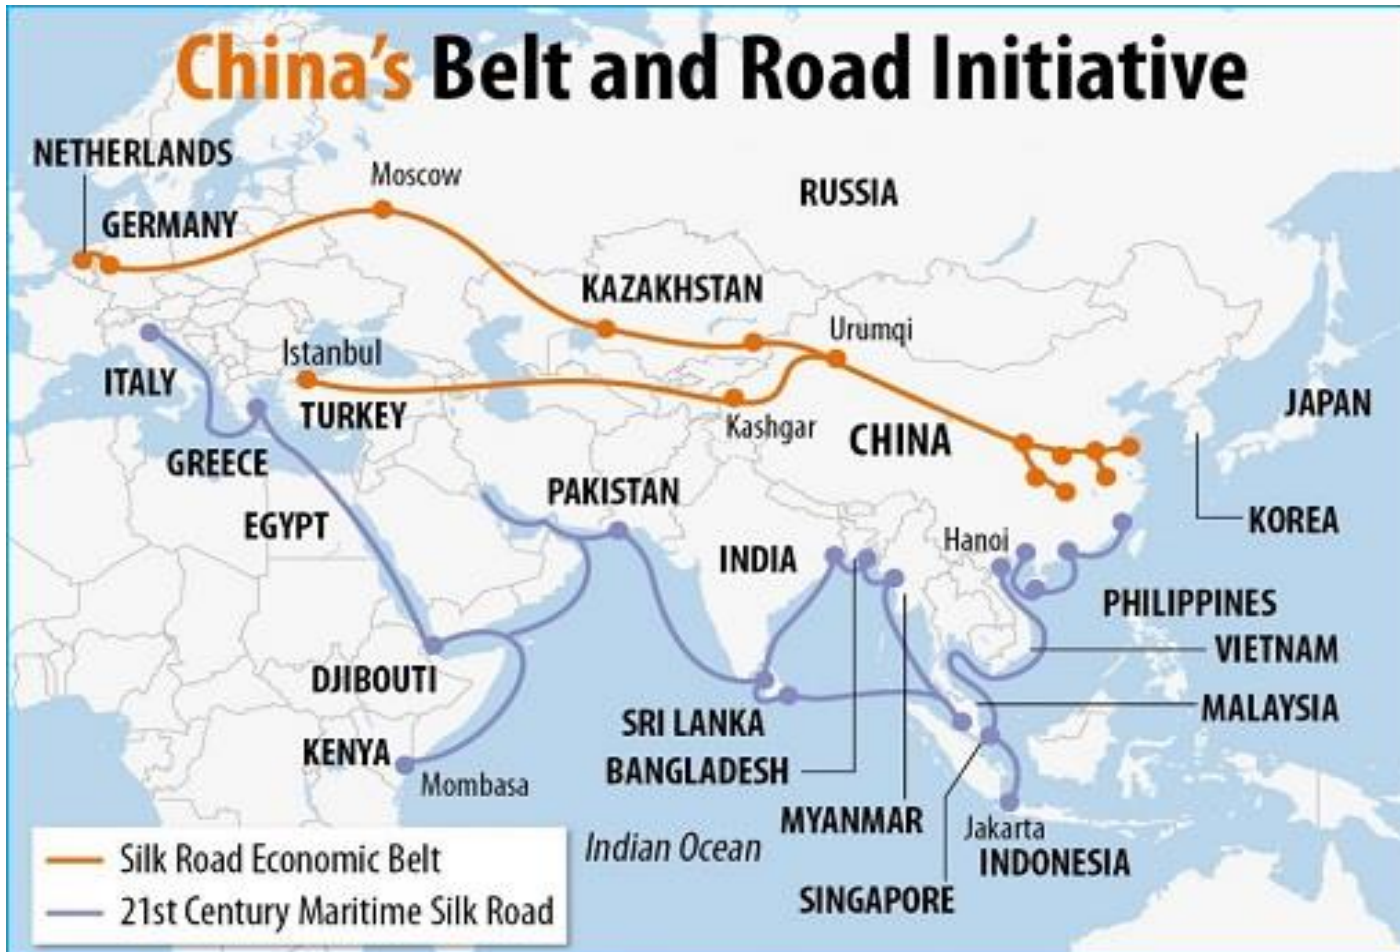 China's Belt and Road Initiative
NETHERLANDS
Moscow
RUSSIA
GERMANY
KAZAKHSTAN
Urumqi
Istanbul
ITALY
TURKEY
JAPAN
Kashgar
CHINA
GREECE
PAKISTAN
EGYPT
KOREA
Hanoi
INDIA
PHILIPPINES
VIETNAM
DJIBOUTI
MALAYSIA
SRI LANKA
KENYA
BANGLADESH
Mombasa
MYANMAR
Jakarta
Indian Ocean
INDONESIA
SINGAPORE
Silk Road Economic Belt
21st Century Maritime Silk Road